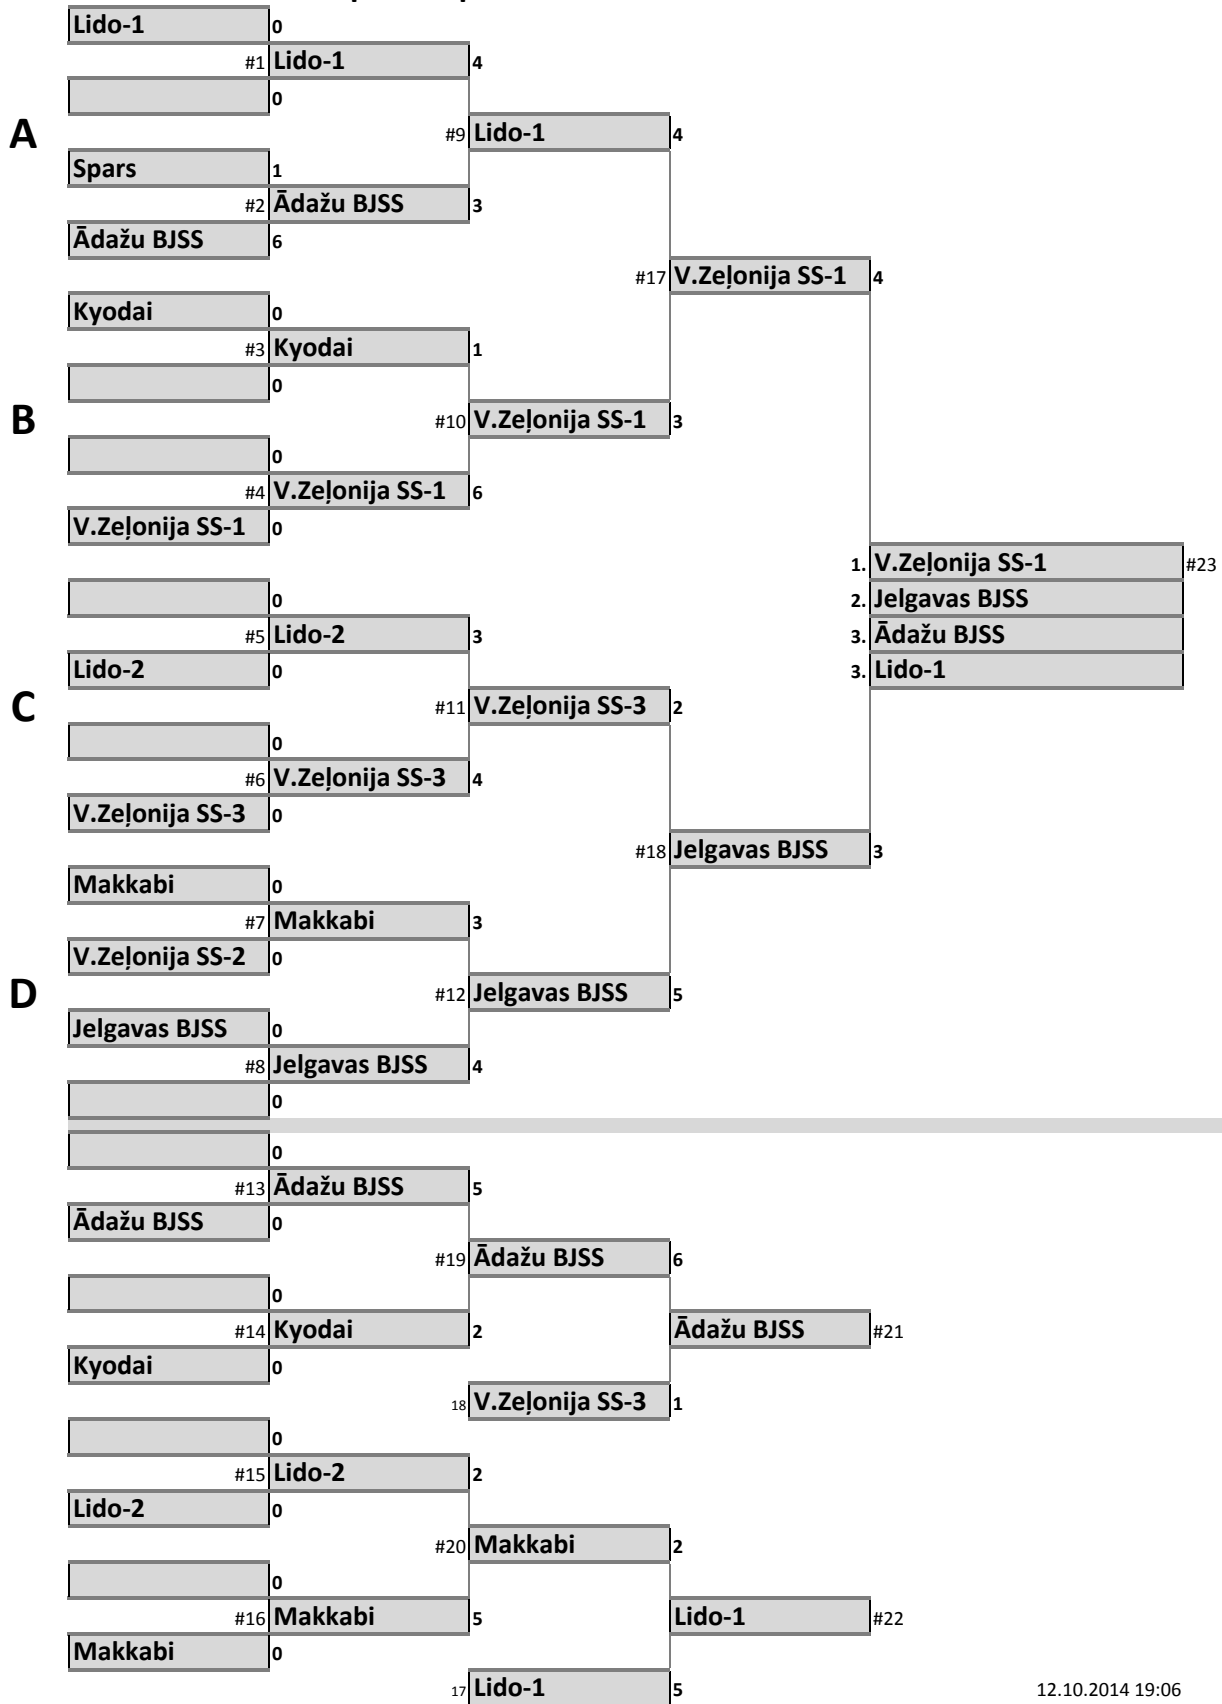 Lido-1 0
#1 Lido-1 4
0
A
#9 Lido-1 4
Spars 1
#2 Ādažu BJSS 3
Ādažu BJSS 6
#17 V.Zeļonija SS-1 4
Kyodai 0
#3 Kyodai 1
0
B
#10 V.Zeļonija SS-1 3
0
#4 V.Zeļonija SS-1 6
V.Zeļonija SS-1 0
1. V.Zeļonija SS-1 #23
0
2. Jelgavas BJSS
#5 Lido-2 3
3. Ādažu BJSS
Lido-2 0
3. Lido-1
C
#11 V.Zeļonija SS-3 2
0
#6 V.Zeļonija SS-3 4
V.Zeļonija SS-3 0
#18 Jelgavas BJSS 3
Makkabi 0
#7 Makkabi 3
V.Zeļonija SS-2 0
D
#12 Jelgavas BJSS 5
Jelgavas BJSS 0
#8 Jelgavas BJSS 4
0
0
#13 Ādažu BJSS 5
Ādažu BJSS 0
#19 Ādažu BJSS 6
0
#14 Kyodai 2
Ādažu BJSS #21
Kyodai 0
18 V.Zeļonija SS-3 1
0
#15 Lido-2 2
Lido-2 0
#20 Makkabi 2
0
#16 Makkabi 5
Lido-1 #22
Makkabi 0
17 Lido-1 5
12.10.2014 19:06